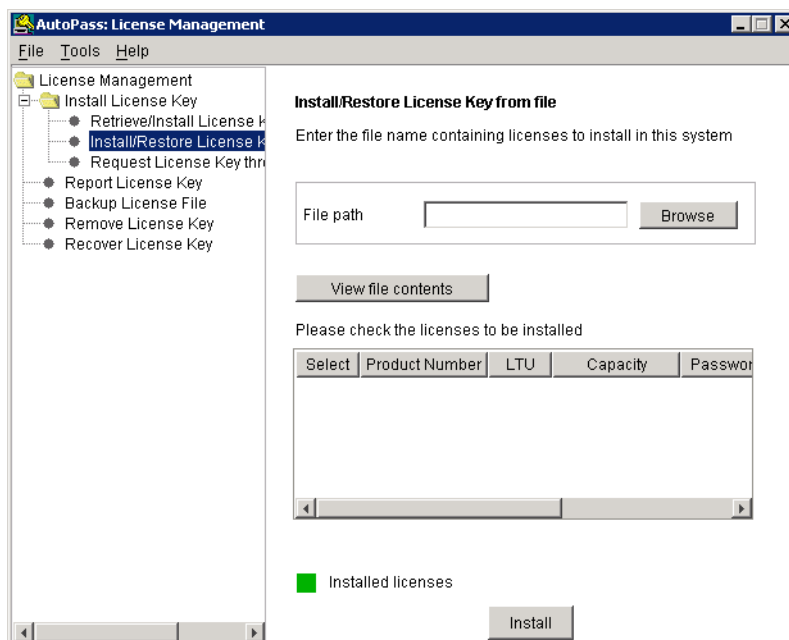 AutoPass: License Management
File Tools Help
License Management
Install License Key
Retrieve/Install License K
Install/Restore License K
Request License Key thro
Report License Key
Backup License File
Remove License Key
Recover License Key
Install/Restore License Key from file
Enter the file name containing licenses to install in this system
File path Browse
View file contents
Please check the licenses to be installed
Select Product Number LTU Capacity Passwor
Installed licenses
Install